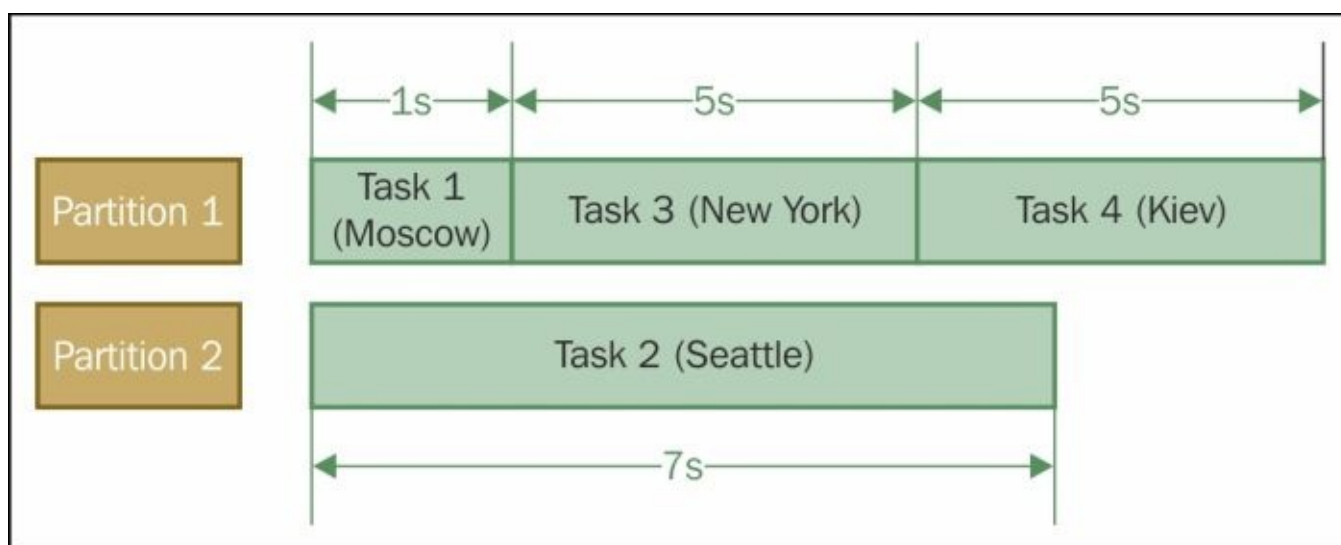 1s
5s
5s
Partition 1
Task 1
(Moscow)
Task 3 (New York)
Task 4 (Kiev)
Partition 2
Task 2 (Seattle)
7s